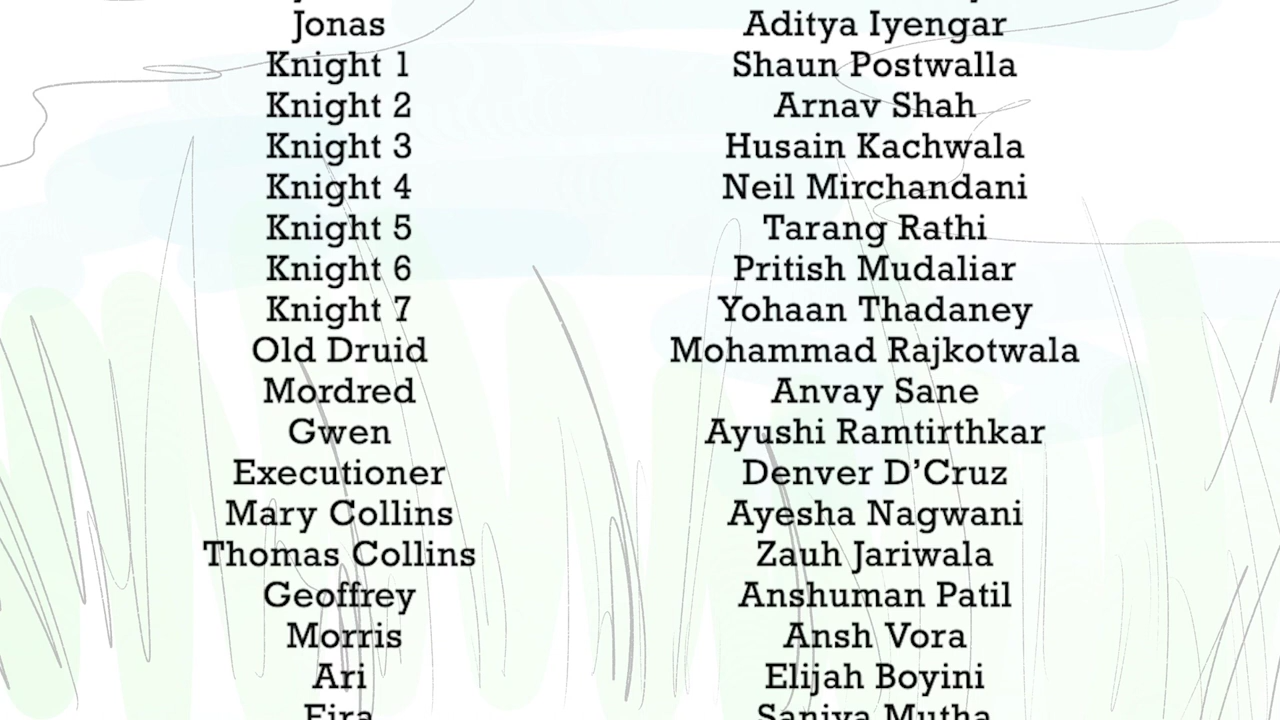 Jonas Aditya Iyengar
Knight 1 Shaun Postwalla
Knight 2 Arnav Shah
Knight 3 Husain Kachwala
Knight 4 Neil Mirchandani
Knight 5 Tarang Rathi
Knight 6 Pritish Mudaliar
Knight 7 Yohaan Thadaney
Old Druid Mohammad Rajkotwala
Mordred Anvay Sane
Gwen Ayushi Ramtirthkar
Executioner Denver D’Cruz
Mary Collins Ayesha Nagwani
Thomas Collins Zauh Jariwala
Geoffrey Anshuman Patil
Morris Ansh Vora
Ari Elijah Boyini
Eira Saniya Mutha